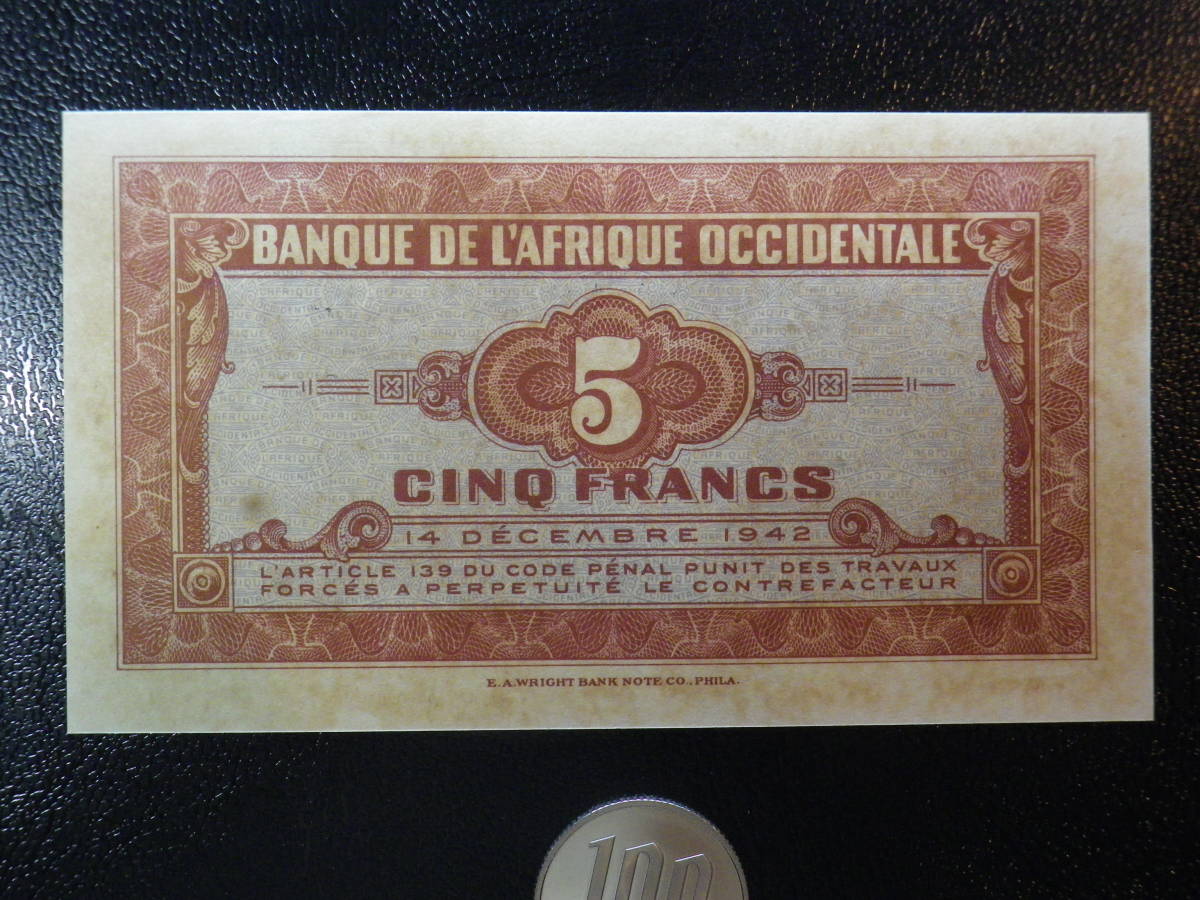 BANQUE DE L'AFRIQUE OCCIDENTALE
5
CINQ FRANCS
14 DÉCEMBRE 1942
L'ARTICLE 139 DU CODE PÉNAL PUNIT DES TRAVAUX
FORCÉS A PERPETUITÉ LE CONTREFACTEUR
E. A. WRIGHT BANK NOTE CO., PHILA.
100